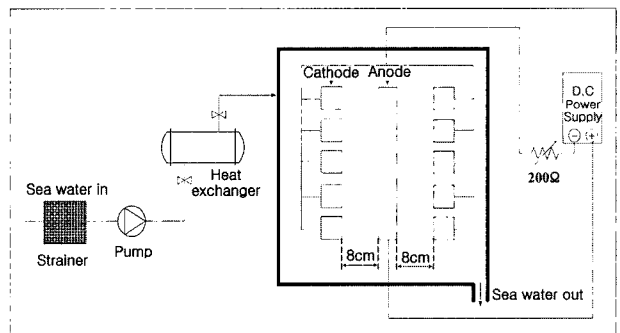 Cathode Anode
D.C
Power
Supply
Heat
exchanger
200Ω
Sea water in
Pump
Strainer
8cm 8cm
Sea water out